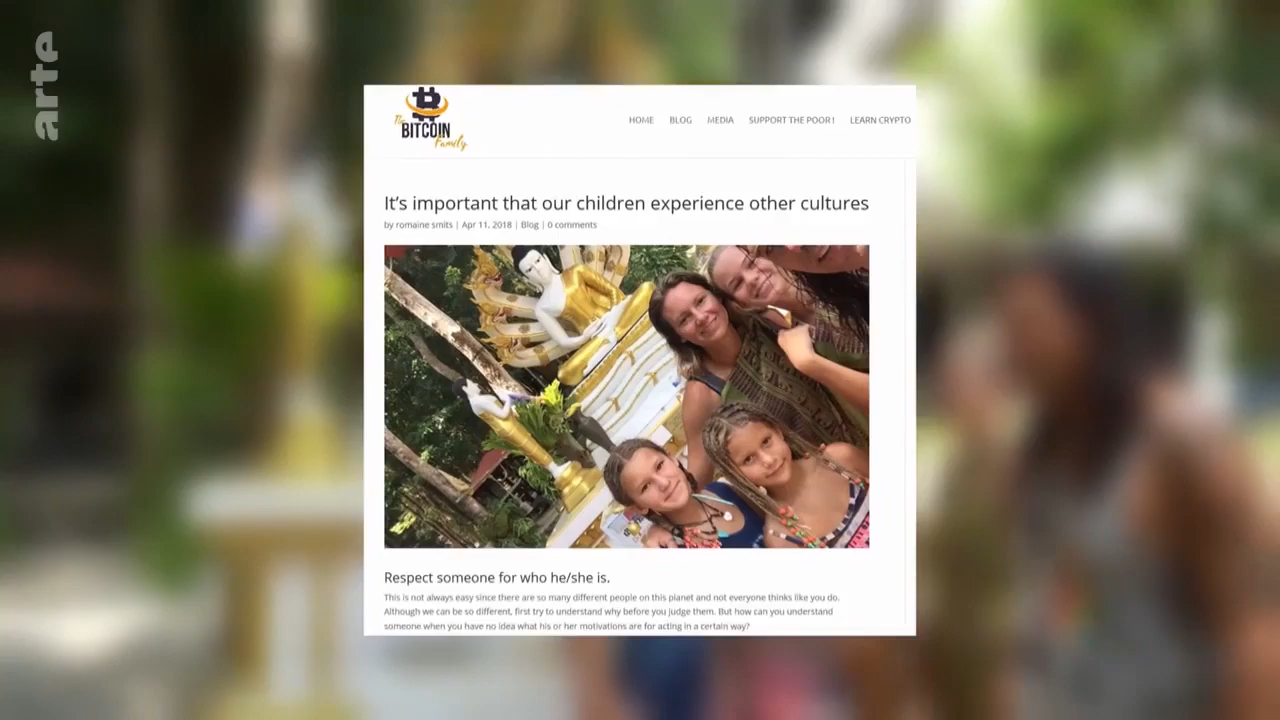 arte
The
BITCOIN
Family
HOME BLOG MEDIA SUPPORT THE POOR ! LEARN CRYPTO
It's important that our children experience other cultures
by romaine smits | Apr 11, 2018 | Blog | 0 comments
Respect someone for who he/she is.
This is not always easy since there are so many different people on this planet and not everyone thinks like you do.
Although we can be so different, first try to understand why before you judge them. But how can you understand
someone when you have no idea what his or her motivations are for acting in a certain way?